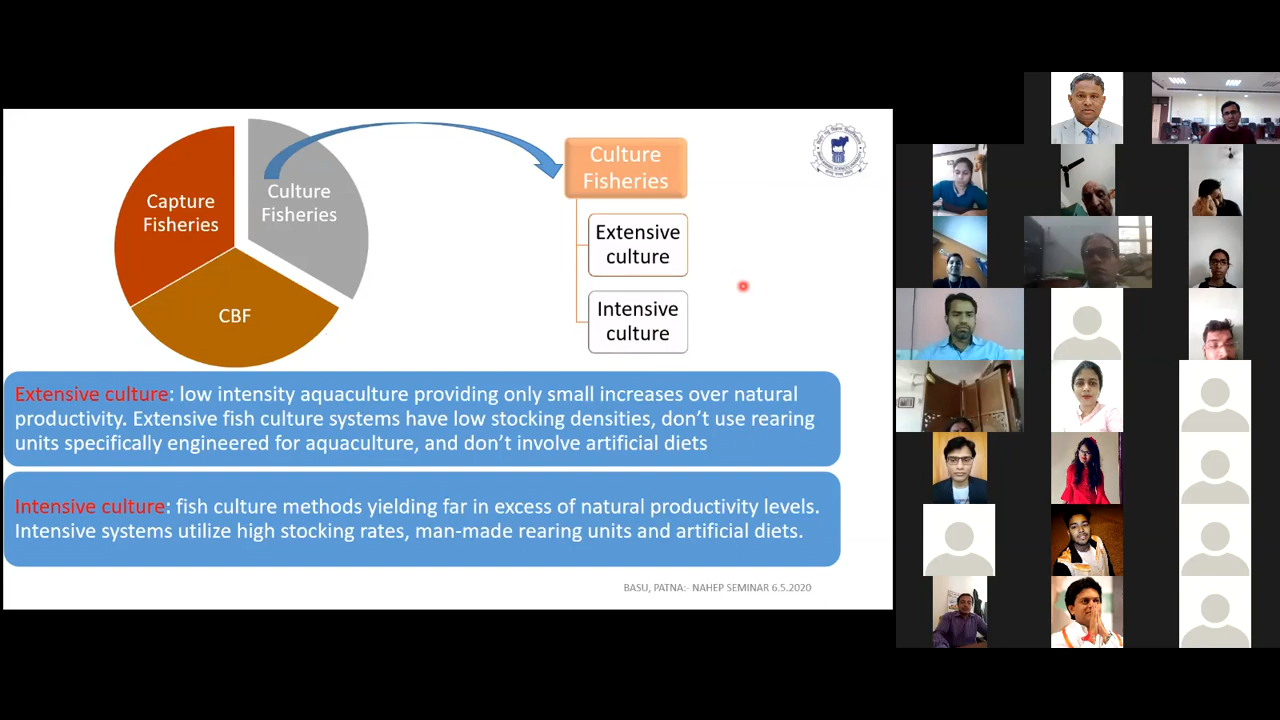 Capture
Fisheries
Culture
Fisheries
CBF
Culture
Fisheries
Extensive
culture
Intensive
culture
Extensive culture: low intensity aquaculture providing only small increases over natural
productivity. Extensive fish culture systems have low stocking densities, don’t use rearing
units specifically engineered for aquaculture, and don’t involve artificial diets
Intensive culture: fish culture methods yielding far in excess of natural productivity levels.
Intensive systems utilize high stocking rates, man-made rearing units and artificial diets.
BASU, PATNA:- NAHEP SEMINAR 6.5.2020